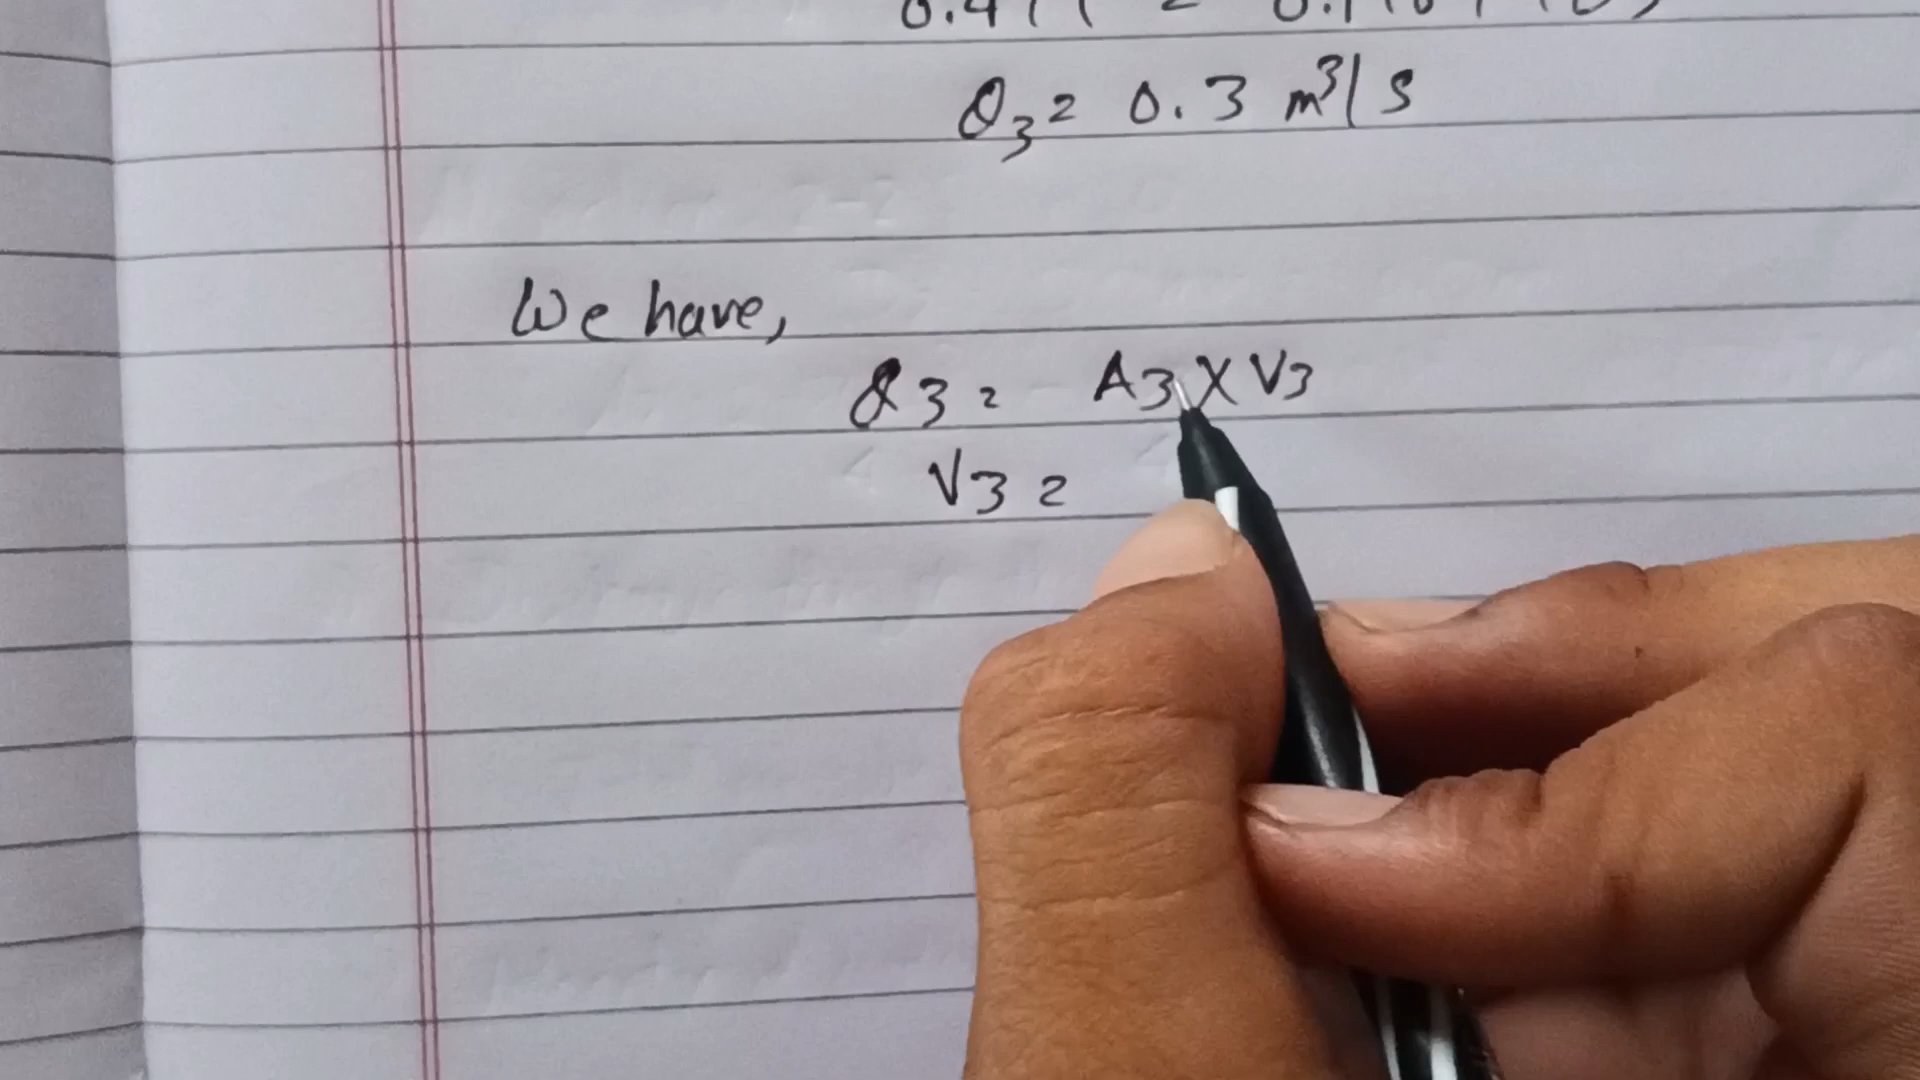 Q3 = 0.3 m³/s
We have,
Q3 = A3 X V3
V3 =